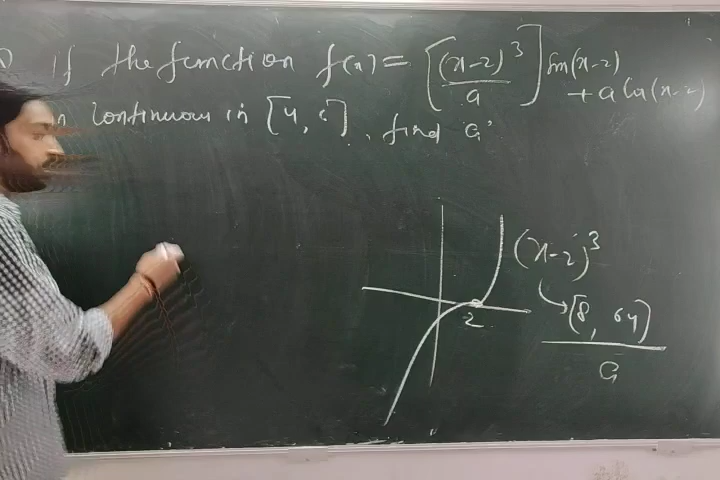 if the function f(x) = [(x-2)³/a] Sin(x-2)
+ a Cos(x-2)
continuous in [4, 6], find 'a'
(x-2)³
2
[8, 64]
a